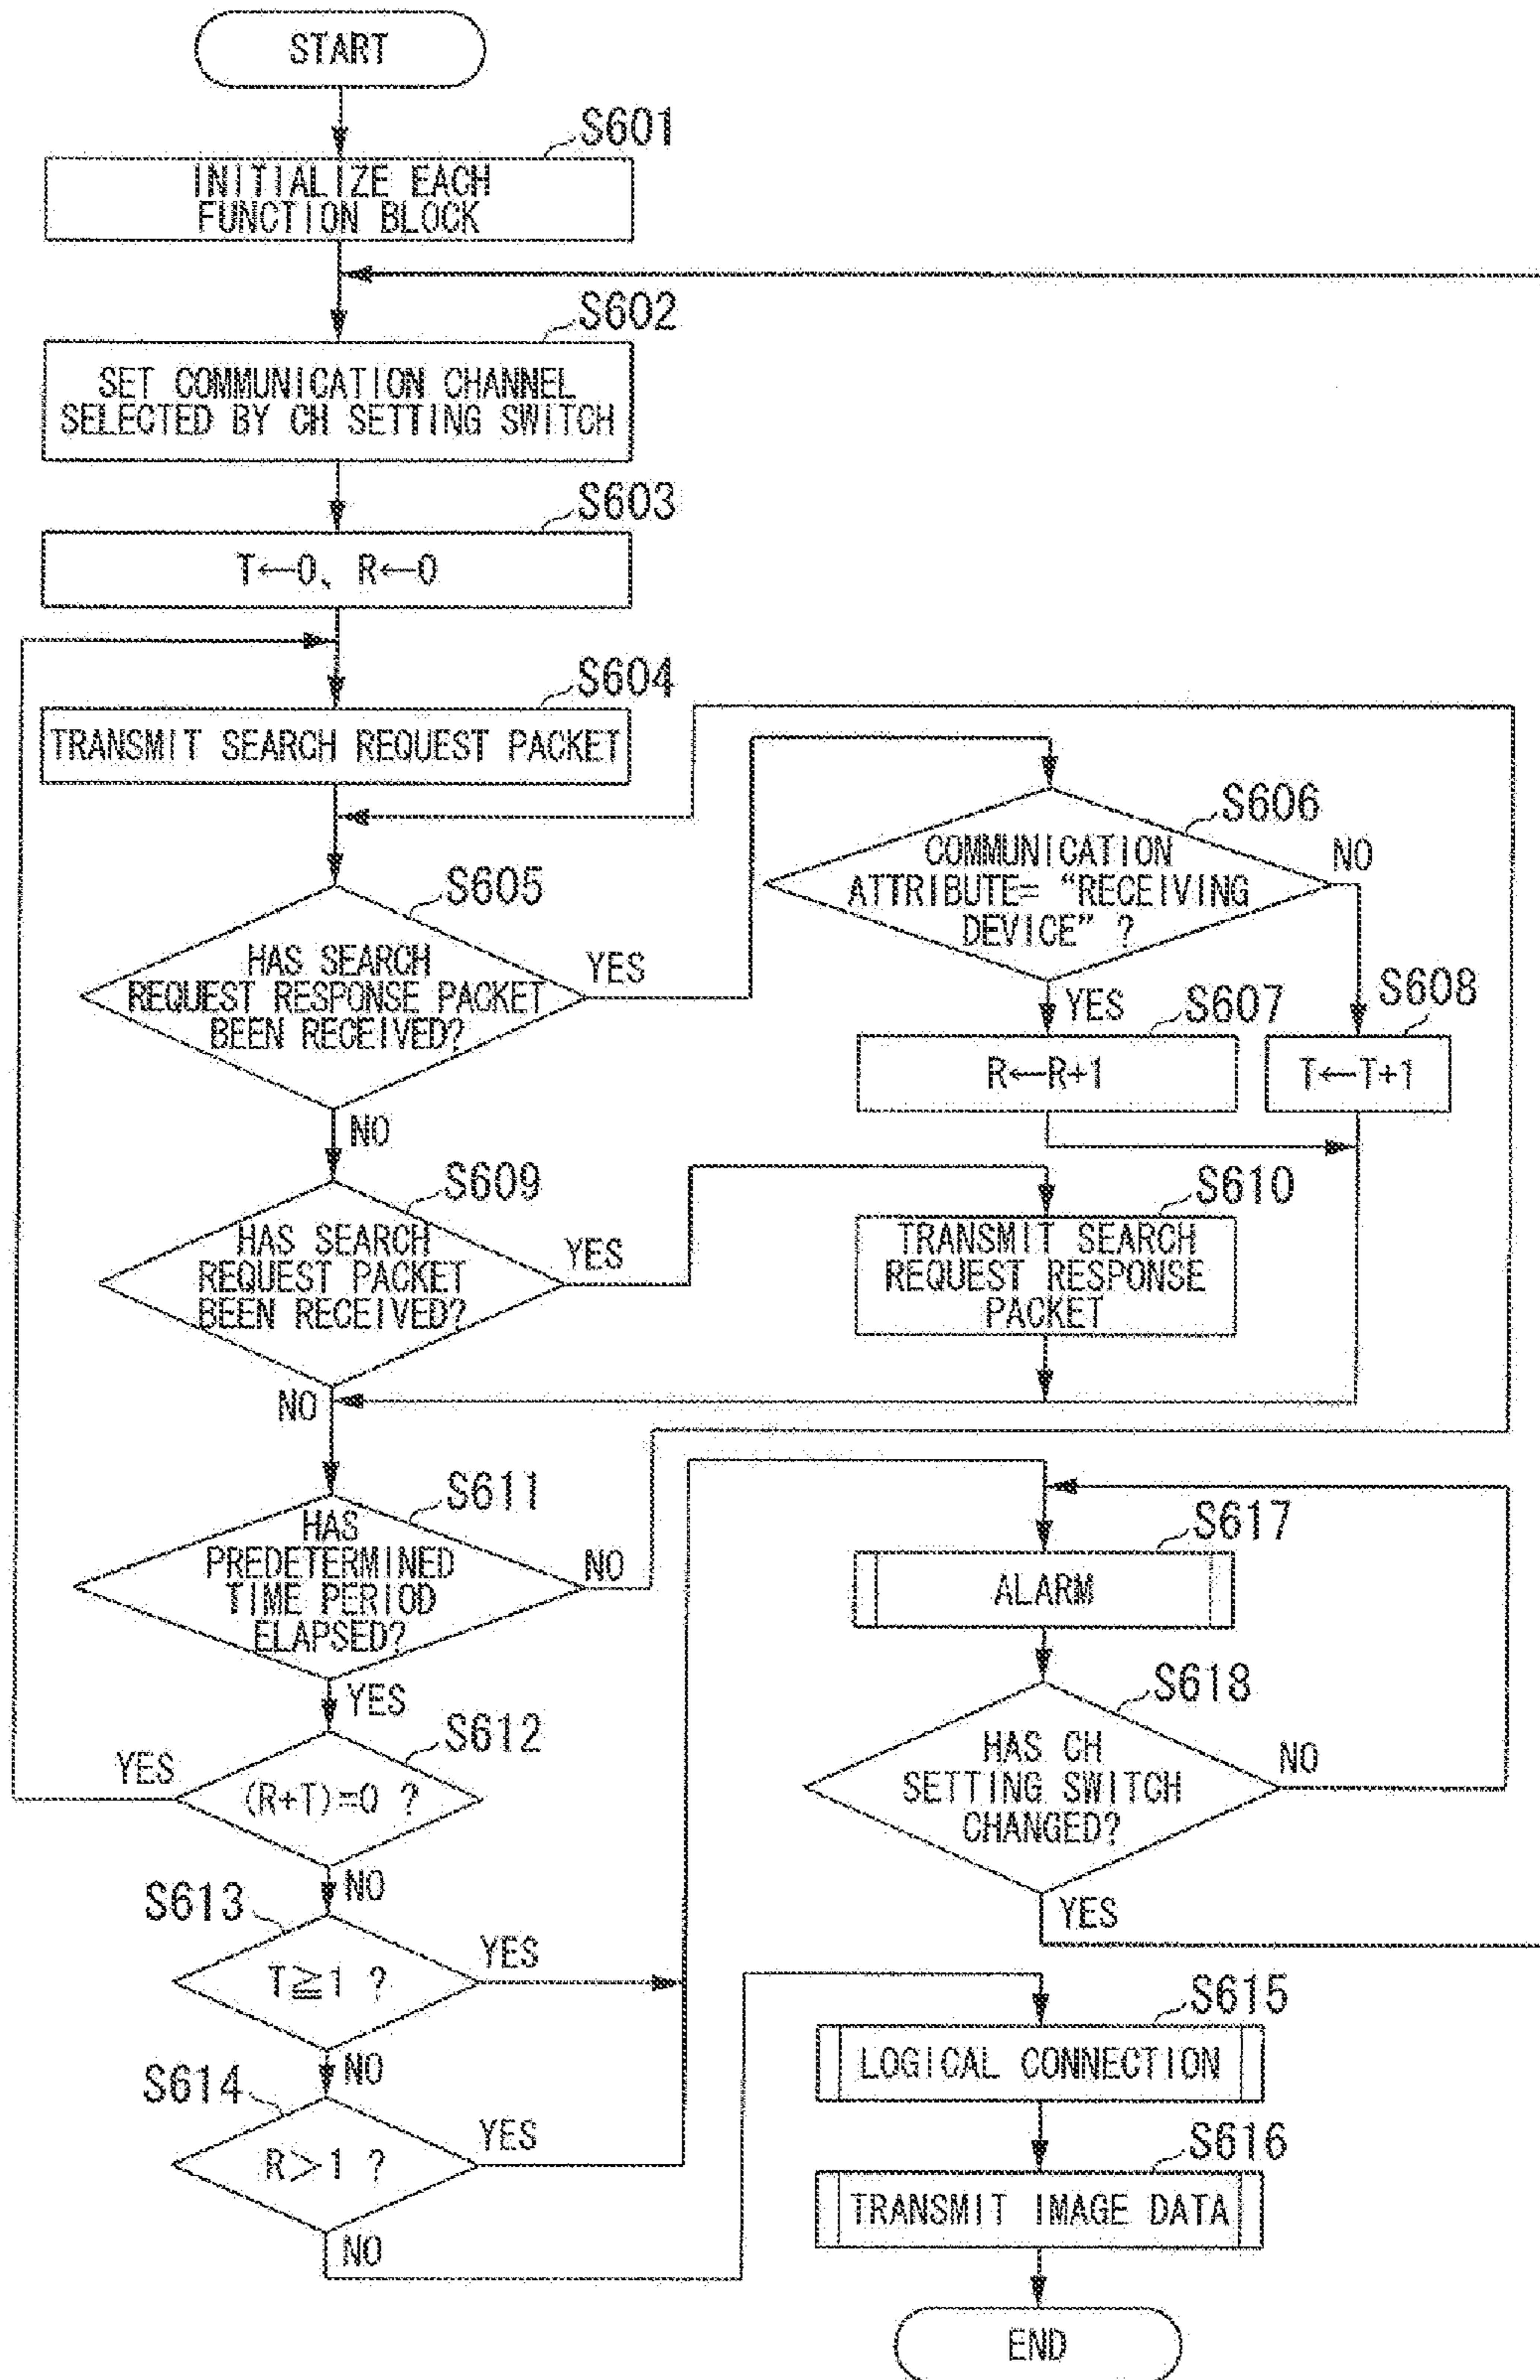 START
S601
INITIALIZE EACH
FUNCTION BLOCK
S602
SET COMMUNICATION CHANNEL
SELECTED BY CH SETTING SWITCH
S603
T←0、R←0
S604
TRANSMIT SEARCH REQUEST PACKET
S605
HAS SEARCH
REQUEST RESPONSE PACKET
BEEN RECEIVED?
YES
NO
S606
COMMUNICATION
ATTRIBUTE= “RECEIVING
DEVICE” ?
NO
YES
S607
R←R+1
S608
T←T+1
S609
HAS SEARCH
REQUEST PACKET
BEEN RECEIVED?
YES
NO
S610
TRANSMIT SEARCH
REQUEST RESPONSE
PACKET
S611
HAS
PREDETERMINED
TIME PERIOD
ELAPSED?
NO
YES
S612
(R+T)=0 ?
YES
NO
S613
T≧1 ?
YES
NO
S614
R>1 ?
YES
NO
S617
ALARM
S618
HAS CH
SETTING SWITCH
CHANGED?
NO
YES
S615
LOGICAL CONNECTION
S616
TRANSMIT IMAGE DATA
END